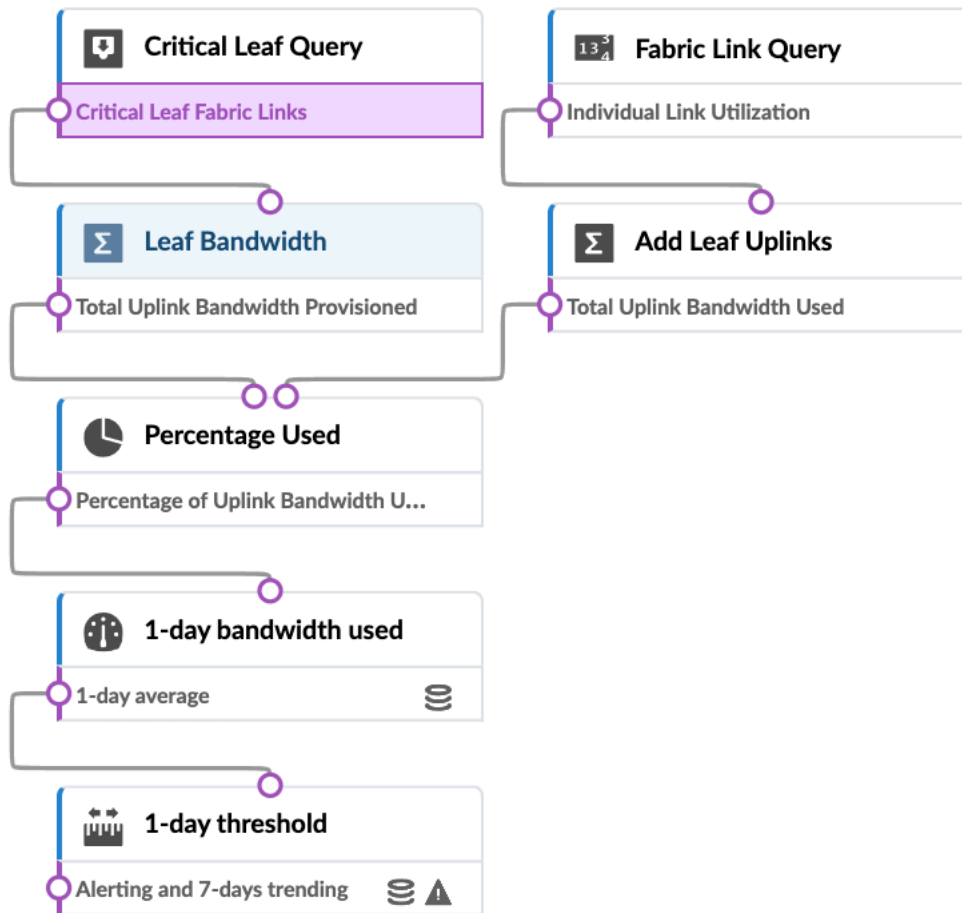 Critical Leaf Query
Critical Leaf Fabric Links
Fabric Link Query
Individual Link Utilization
Leaf Bandwidth
Total Uplink Bandwidth Provisioned
Add Leaf Uplinks
Total Uplink Bandwidth Used
Percentage Used
Percentage of Uplink Bandwidth U...
1-day bandwidth used
1-day average
1-day threshold
Alerting and 7-days trending